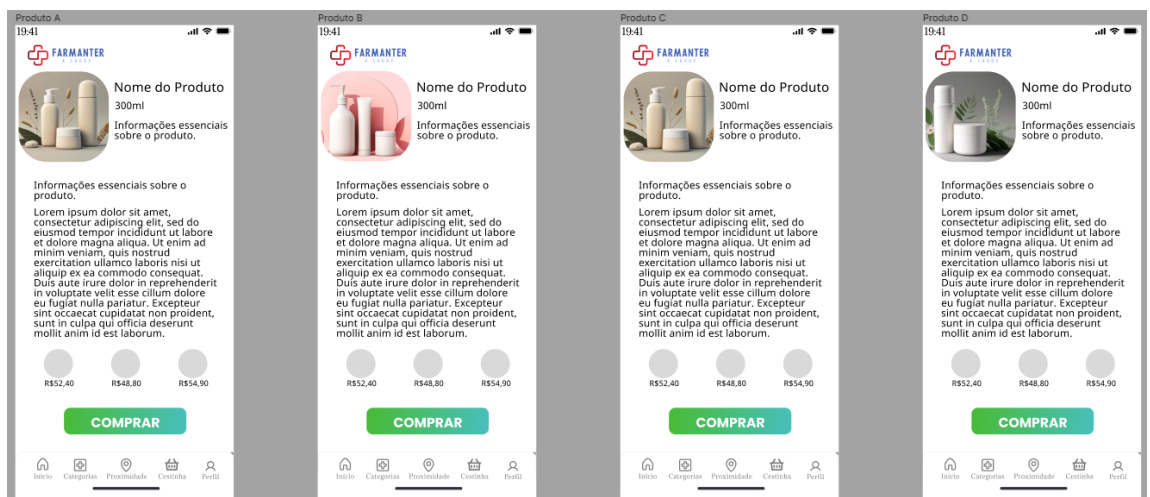 Produto A
19:41
FARMANTER
A SAÚDE
Nome do Produto
300ml
Informações essenciais
sobre o produto.
Informações essenciais sobre o
produto.
Lorem ipsum dolor sit amet,
consectetur adipiscing elit, sed do
eiusmod tempor incididunt ut labore
et dolore magna aliqua. Ut enim ad
minim veniam, quis nostrud
exercitation ullamco laboris nisi ut
aliquip ex ea commodo consequat.
Duis aute irure dolor in reprehenderit
in voluptate velit esse cillum dolore
eu fugiat nulla pariatur. Excepteur
sint occaecat cupidatat non proident,
sunt in culpa qui officia deserunt
mollit anim id est laborum.
R$52,40 R$48,80 R$54,90
COMPRAR
Início Categorias Proximidade Cestinha Perfil
Produto B
19:41
FARMANTER
A SAÚDE
Nome do Produto
300ml
Informações essenciais
sobre o produto.
Informações essenciais sobre o
produto.
Lorem ipsum dolor sit amet,
consectetur adipiscing elit, sed do
eiusmod tempor incididunt ut labore
et dolore magna aliqua. Ut enim ad
minim veniam, quis nostrud
exercitation ullamco laboris nisi ut
aliquip ex ea commodo consequat.
Duis aute irure dolor in reprehenderit
in voluptate velit esse cillum dolore
eu fugiat nulla pariatur. Excepteur
sint occaecat cupidatat non proident,
sunt in culpa qui officia deserunt
mollit anim id est laborum.
R$52,40 R$48,80 R$54,90
COMPRAR
Início Categorias Proximidade Cestinha Perfil
Produto C
19:41
FARMANTER
A SAÚDE
Nome do Produto
300ml
Informações essenciais
sobre o produto.
Informações essenciais sobre o
produto.
Lorem ipsum dolor sit amet,
consectetur adipiscing elit, sed do
eiusmod tempor incididunt ut labore
et dolore magna aliqua. Ut enim ad
minim veniam, quis nostrud
exercitation ullamco laboris nisi ut
aliquip ex ea commodo consequat.
Duis aute irure dolor in reprehenderit
in voluptate velit esse cillum dolore
eu fugiat nulla pariatur. Excepteur
sint occaecat cupidatat non proident,
sunt in culpa qui officia deserunt
mollit anim id est laborum.
R$52,40 R$48,80 R$54,90
COMPRAR
Início Categorias Proximidade Cestinha Perfil
Produto D
19:41
FARMANTER
A SAÚDE
Nome do Produto
300ml
Informações essenciais
sobre o produto.
Informações essenciais sobre o
produto.
Lorem ipsum dolor sit amet,
consectetur adipiscing elit, sed do
eiusmod tempor incididunt ut labore
et dolore magna aliqua. Ut enim ad
minim veniam, quis nostrud
exercitation ullamco laboris nisi ut
aliquip ex ea commodo consequat.
Duis aute irure dolor in reprehenderit
in voluptate velit esse cillum dolore
eu fugiat nulla pariatur. Excepteur
sint occaecat cupidatat non proident,
sunt in culpa qui officia deserunt
mollit anim id est laborum.
R$52,40 R$48,80 R$54,90
COMPRAR
Início Categorias Proximidade Cestinha Perfil